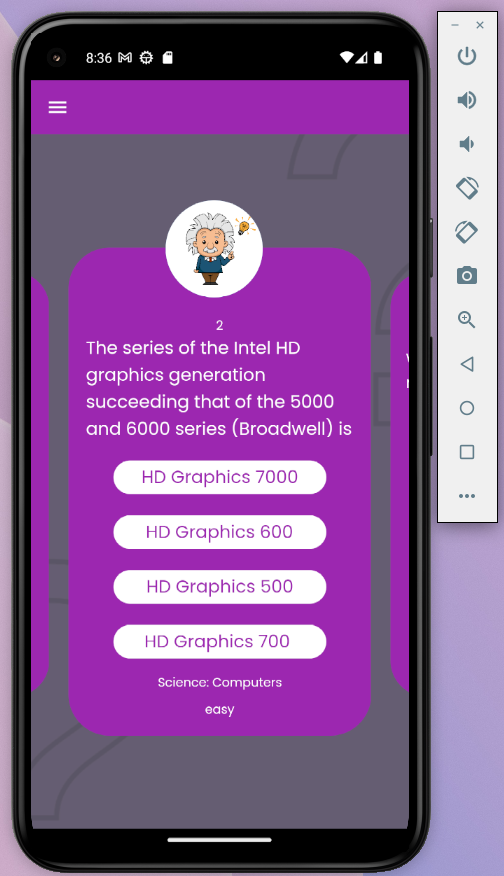 8:36
2
The series of the Intel HD
graphics generation
succeeding that of the 5000
and 6000 series (Broadwell) is
HD Graphics 7000
HD Graphics 600
HD Graphics 500
HD Graphics 700
Science: Computers
easy